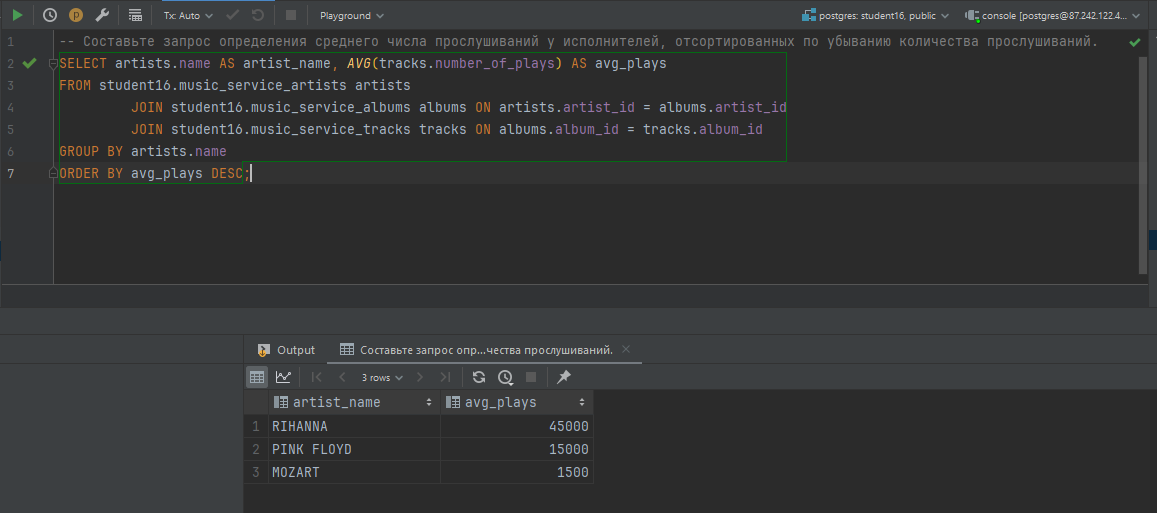 Tx: Auto Playground postgres: student16, public console [postgres@87.242.122.4...
1 -- Составьте запрос определения среднего числа прослушиваний у исполнителей, отсортированных по убыванию количества прослушиваний.
2 SELECT artists.name AS artist_name, AVG(tracks.number_of_plays) AS avg_plays
3 FROM student16.music_service_artists artists
4 JOIN student16.music_service_albums albums ON artists.artist_id = albums.artist_id
5 JOIN student16.music_service_tracks tracks ON albums.album_id = tracks.album_id
6 GROUP BY artists.name
7 ORDER BY avg_plays DESC;
Output Составьте запрос опр...чества прослушиваний.
3 rows
artist_name avg_plays
1 RIHANNA 45000
2 PINK FLOYD 15000
3 MOZART 1500